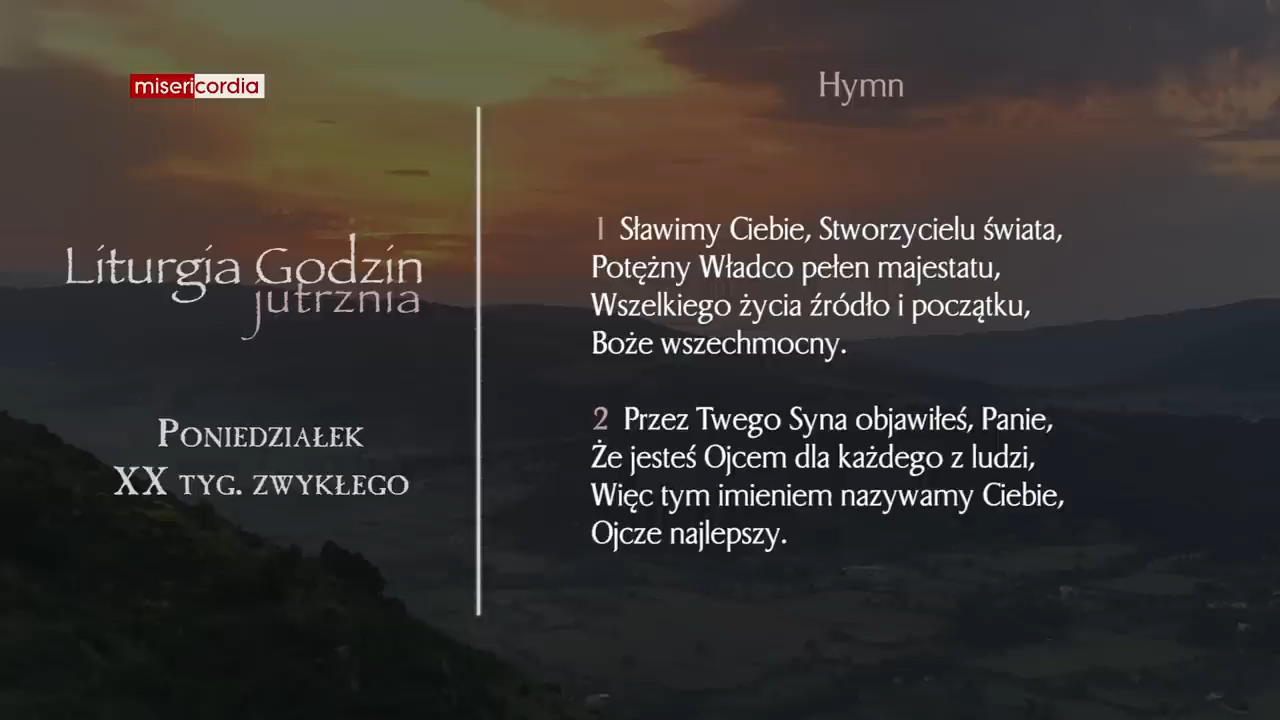 misericordia
Liturgia Godzin
jutrznia
Poniedziałek
XX tyg. zwykłego
Hymn
1 Sławimy Ciebie, Stworzycielu świata,
Potężny Władco pełen majestatu,
Wszelkiego życia źródło i początku,
Boże wszechmocny.
2 Przez Twego Syna objawiłeś, Panie,
Że jesteś Ojcem dla każdego z ludzi,
Więc tym imieniem nazywamy Ciebie,
Ojcze najlepszy.